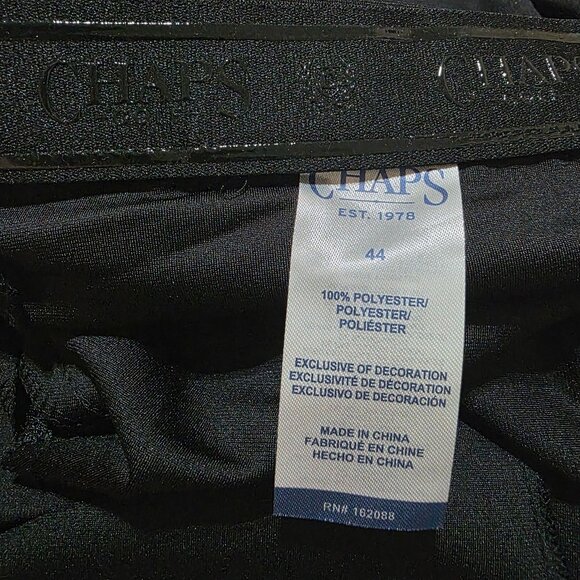 CHAPS
CHAPS
CHAPS
EST. 1978
44
100% POLYESTER/
POLYESTER/
POLIÉSTER
EXCLUSIVE OF DECORATION
EXCLUSIVITÉ DE DÉCORATION
EXCLUSIVO DE DECORACIÓN
MADE IN CHINA
FABRIQUÉ EN CHINE
HECHO EN CHINA
RN# 162088